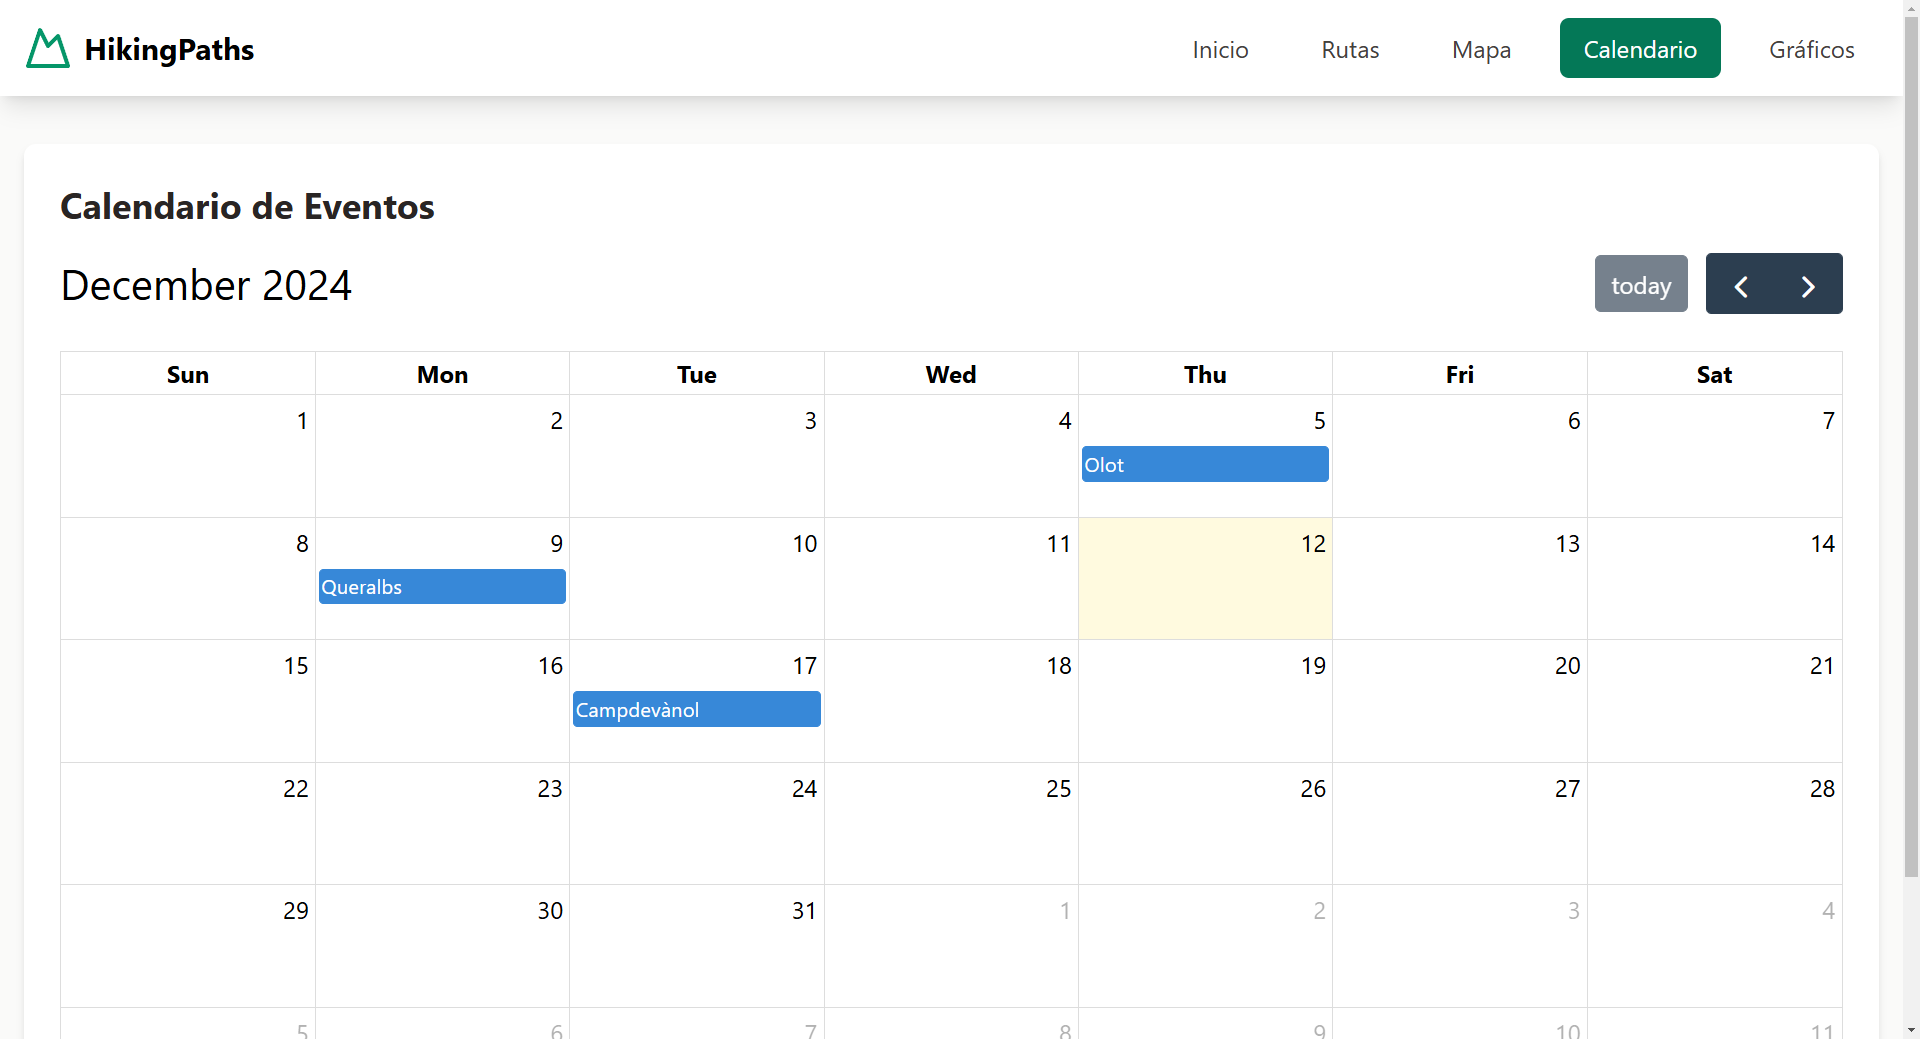 HikingPaths
Inicio Rutas Mapa Calendario Gráficos
Calendario de Eventos
December 2024
today
Sun Mon Tue Wed Thu Fri Sat
1 2 3 4 5 6 7
Olot
8 9 10 11 12 13 14
Queralbs
15 16 17 18 19 20 21
Campdevànol
22 23 24 25 26 27 28
29 30 31 1 2 3 4
5 6 7 8 9 10 11